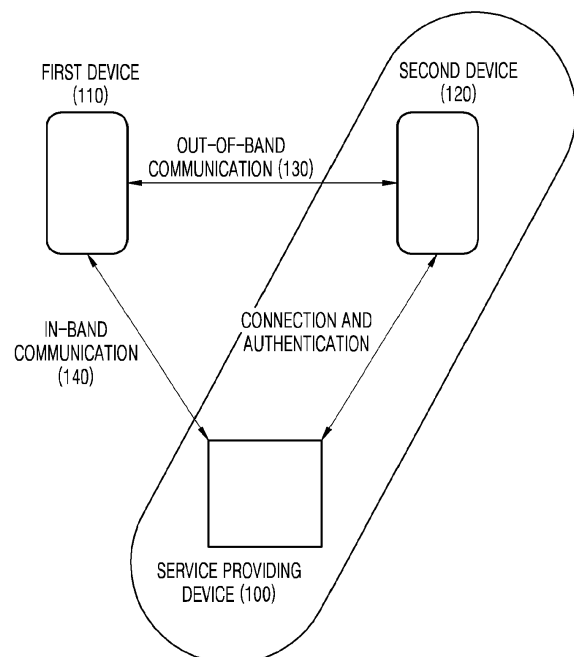 FIRST DEVICE
(110)
SECOND DEVICE
(120)
OUT-OF-BAND
COMMUNICATION (130)
IN-BAND
COMMUNICATION
(140)
CONNECTION AND
AUTHENTICATION
SERVICE PROVIDING
DEVICE (100)